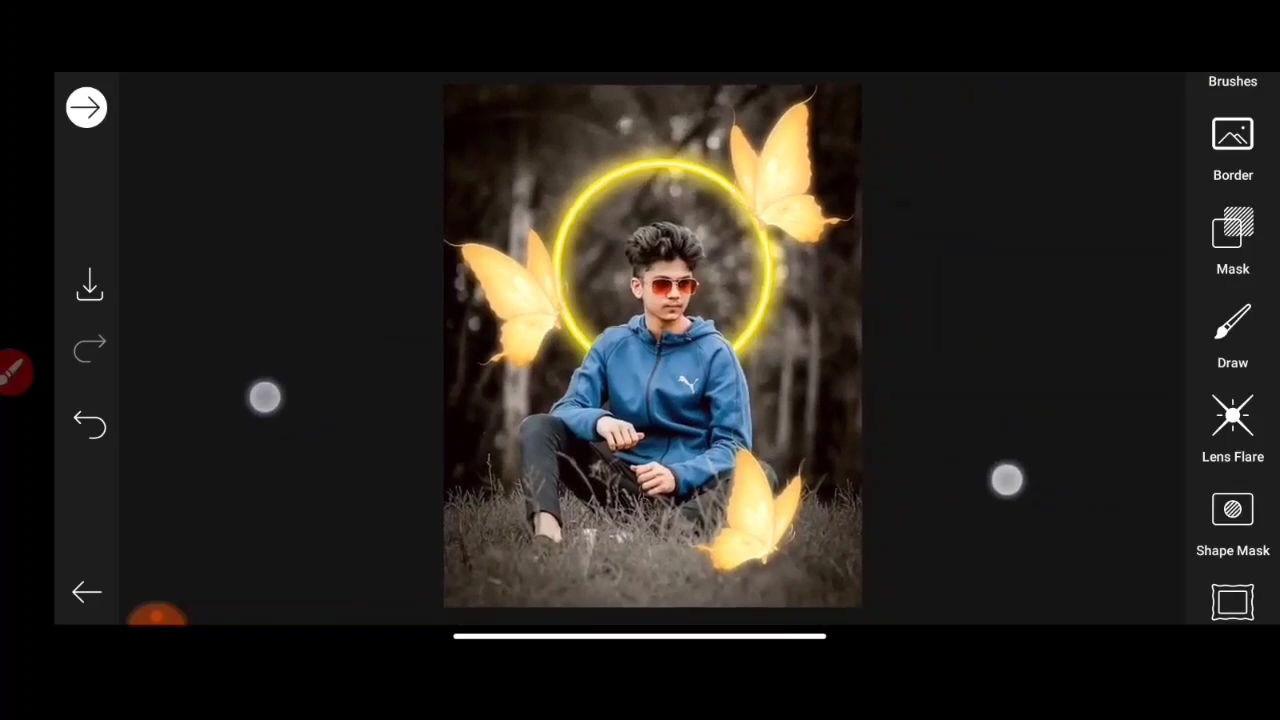 Brushes
Border
Mask
Draw
Lens Flare
Shape Mask